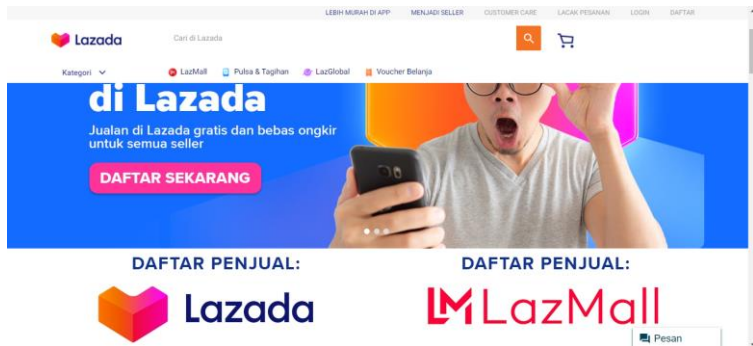 LEBIH MURAH DI APP MENJADI SELLER CUSTOMER CARE LACAK PESANAN LOGIN DAFTAR
Lazada Cari di Lazada
Kategori LazMall Pulsa & Tagihan LazGlobal Voucher Belanja
di Lazada
Jualan di Lazada gratis dan bebas ongkir
untuk semua seller
DAFTAR SEKARANG
DAFTAR PENJUAL: DAFTAR PENJUAL:
Lazada LM LazMall
Pesan